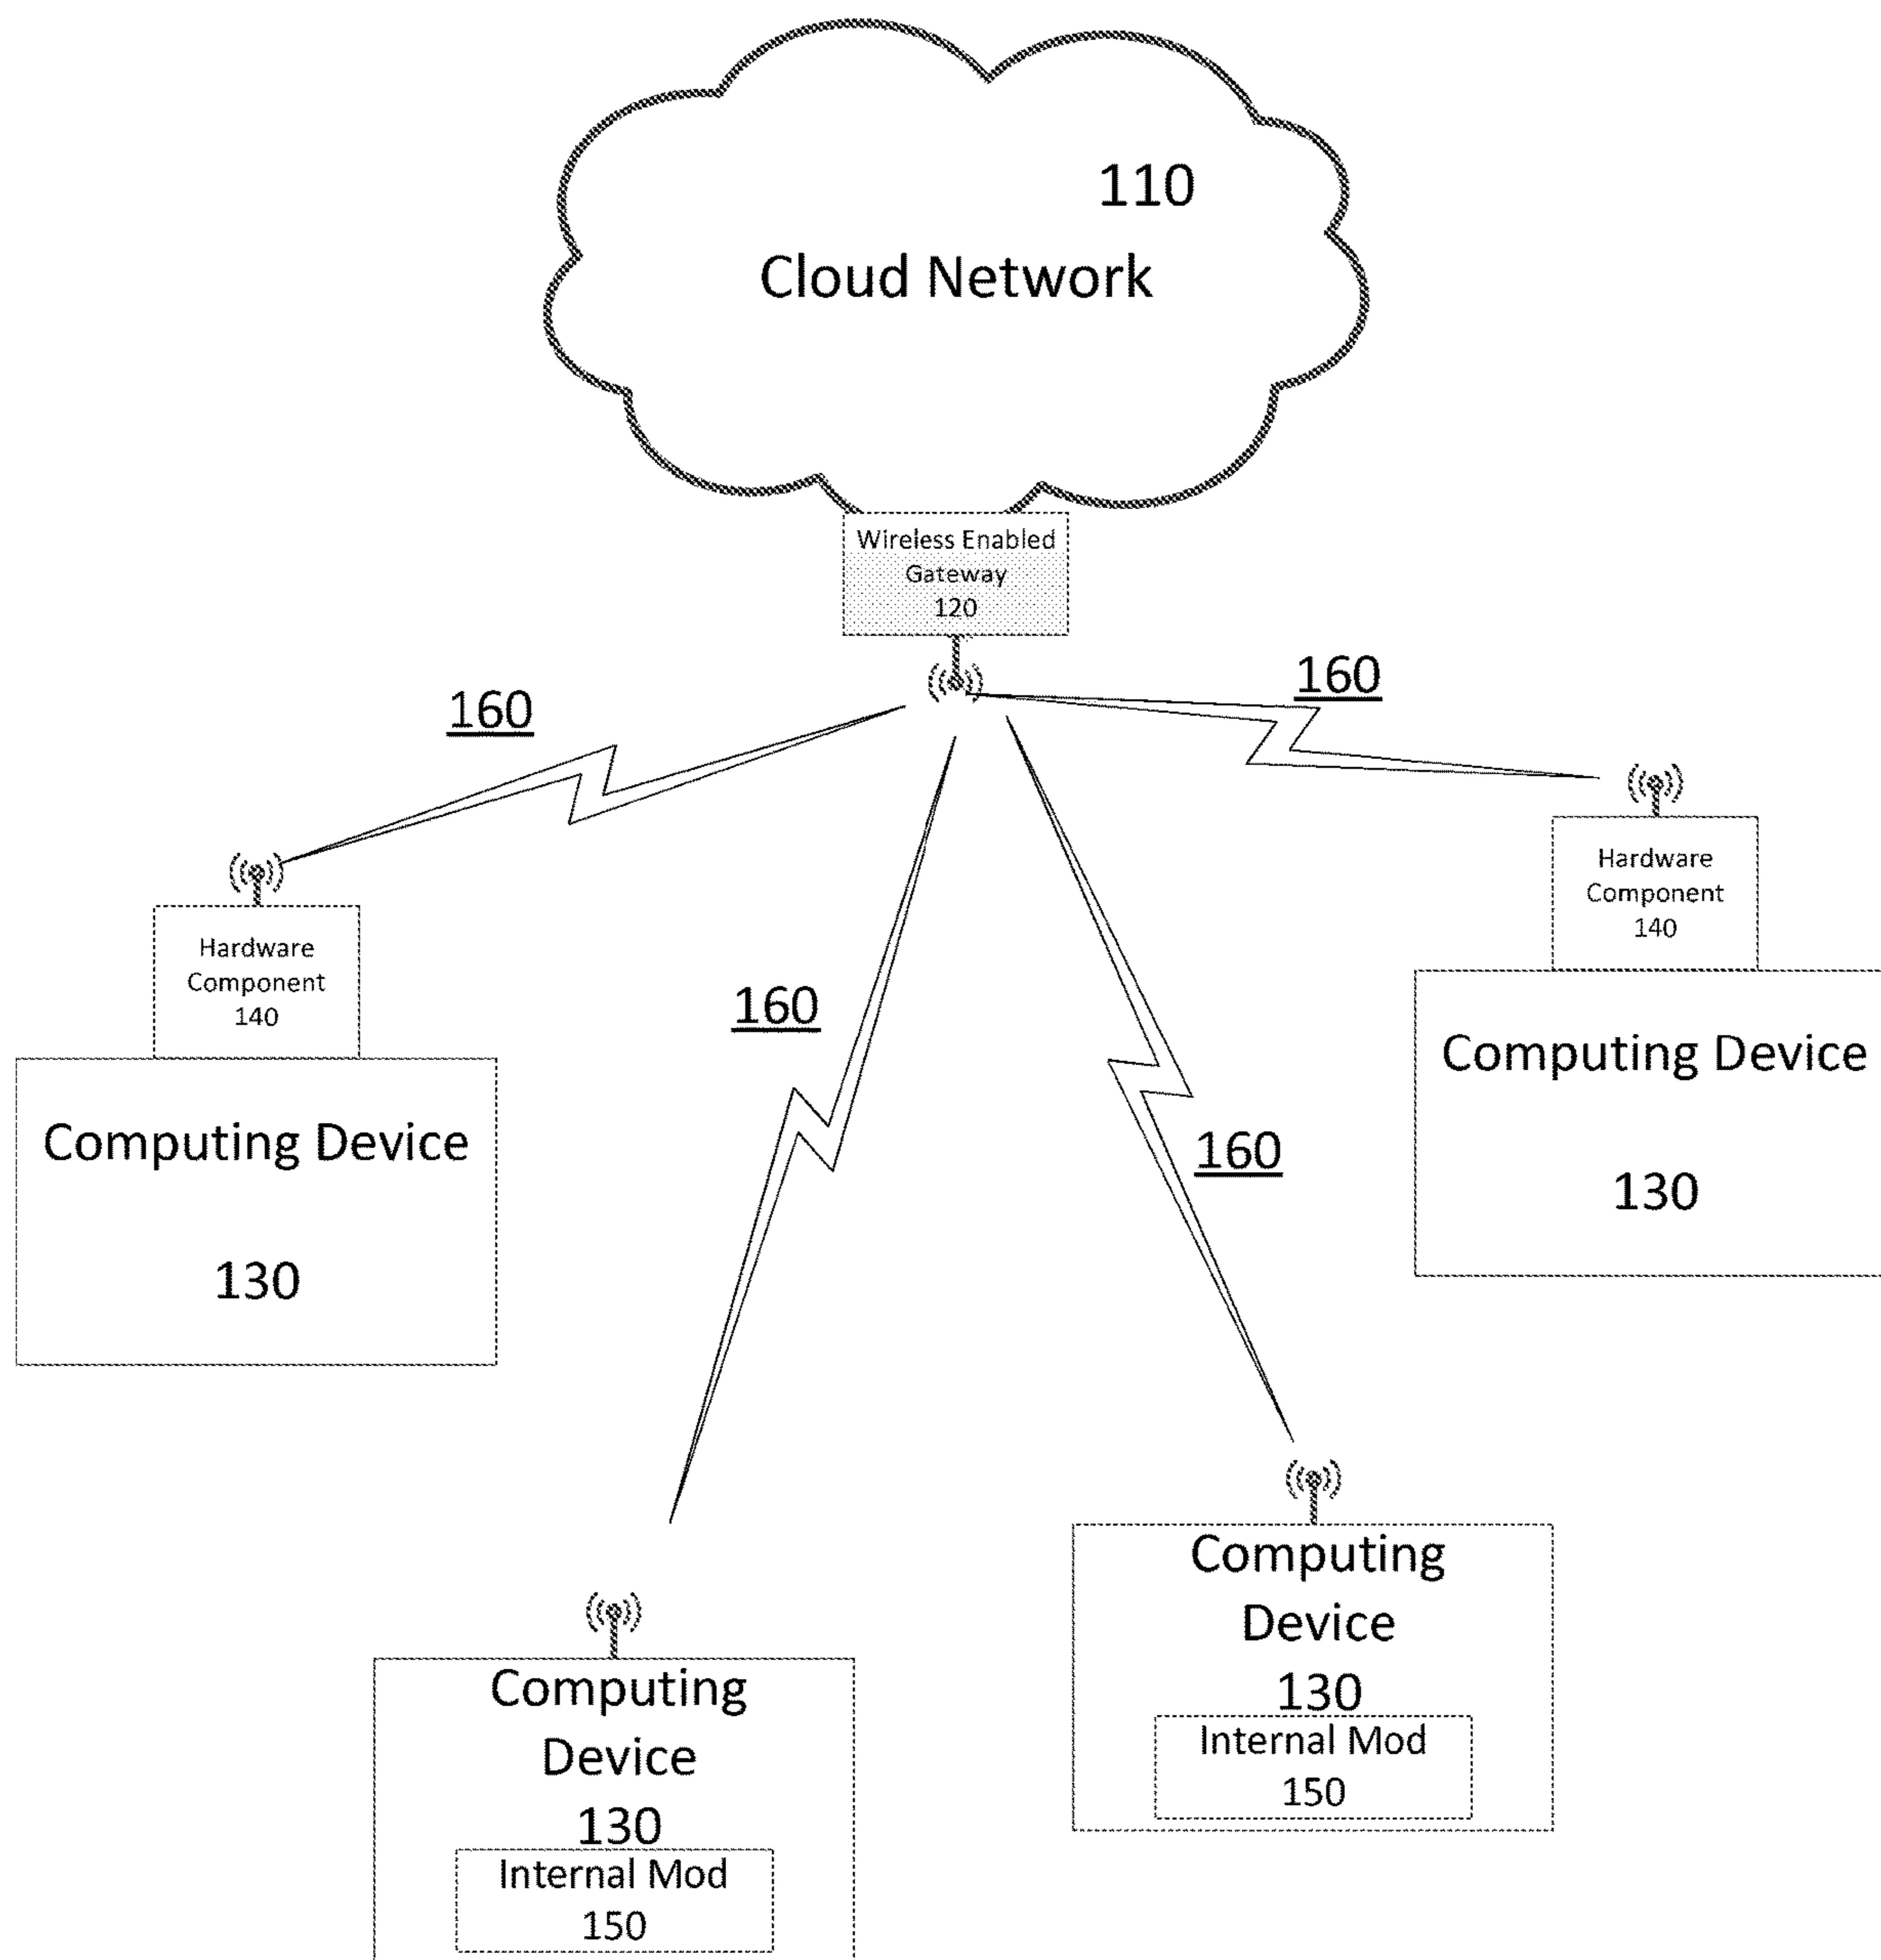 110
Cloud Network
Wireless Enabled
Gateway
120
160
160
Hardware
Component
140
Hardware
Component
140
160
Computing Device
130
Computing Device
130
160
Computing
Device
130
Internal Mod
150
Computing
Device
130
Internal Mod
150